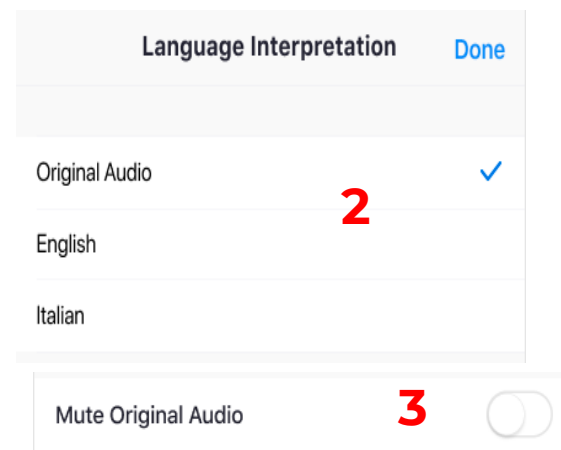 Language Interpretation Done
Original Audio
2
English
Italian
Mute Original Audio 3